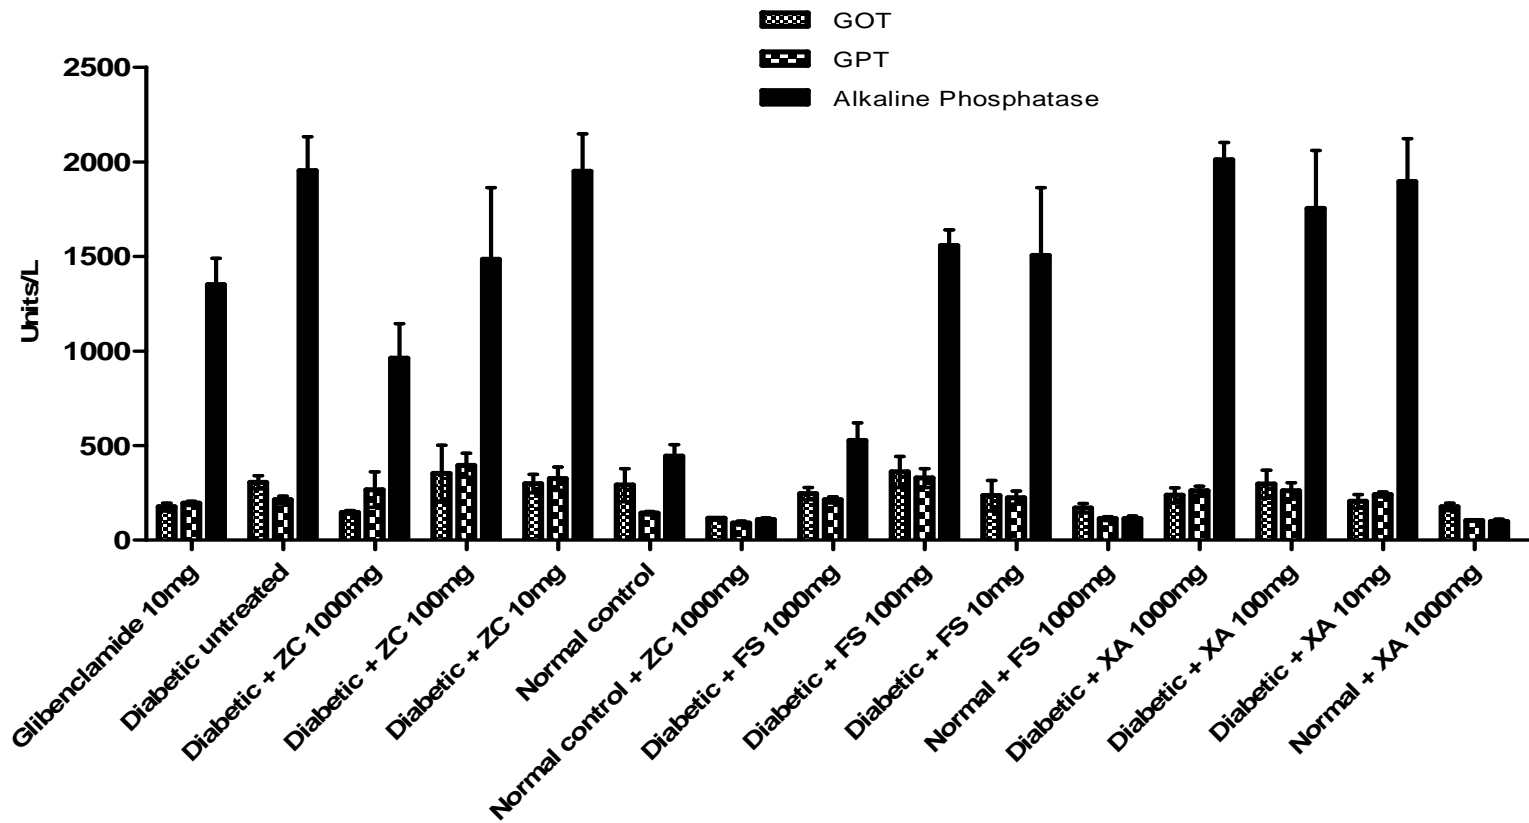 GOT
GPT
Alkaline Phosphatase
Units/L
2500
2000
1500
1000
500
0
Glibenclamide 10mg
Diabetic untreated
Diabetic + ZC 1000mg
Diabetic + ZC 100mg
Diabetic + ZC 10mg
Normal control
Normal control + ZC 1000mg
Diabetic + FS 1000mg
Diabetic + FS 100mg
Diabetic + FS 10mg
Normal + FS 1000mg
Diabetic + XA 1000mg
Diabetic + XA 100mg
Diabetic + XA 10mg
Normal + XA 1000mg